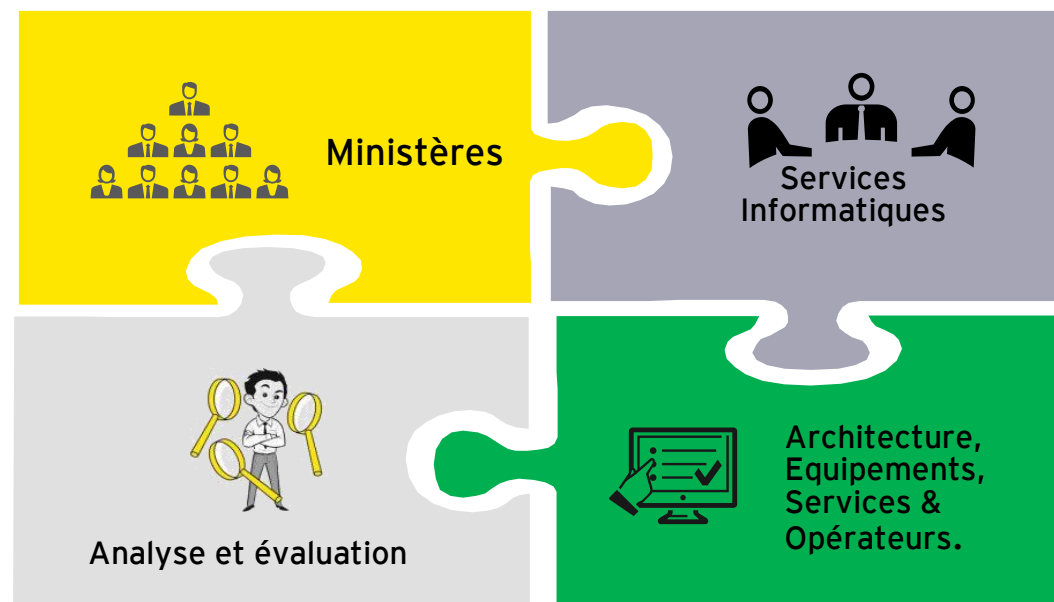 Ministères
Services
Informatiques
Analyse et évaluation
Architecture,
Equipements,
Services &
Opérateurs.